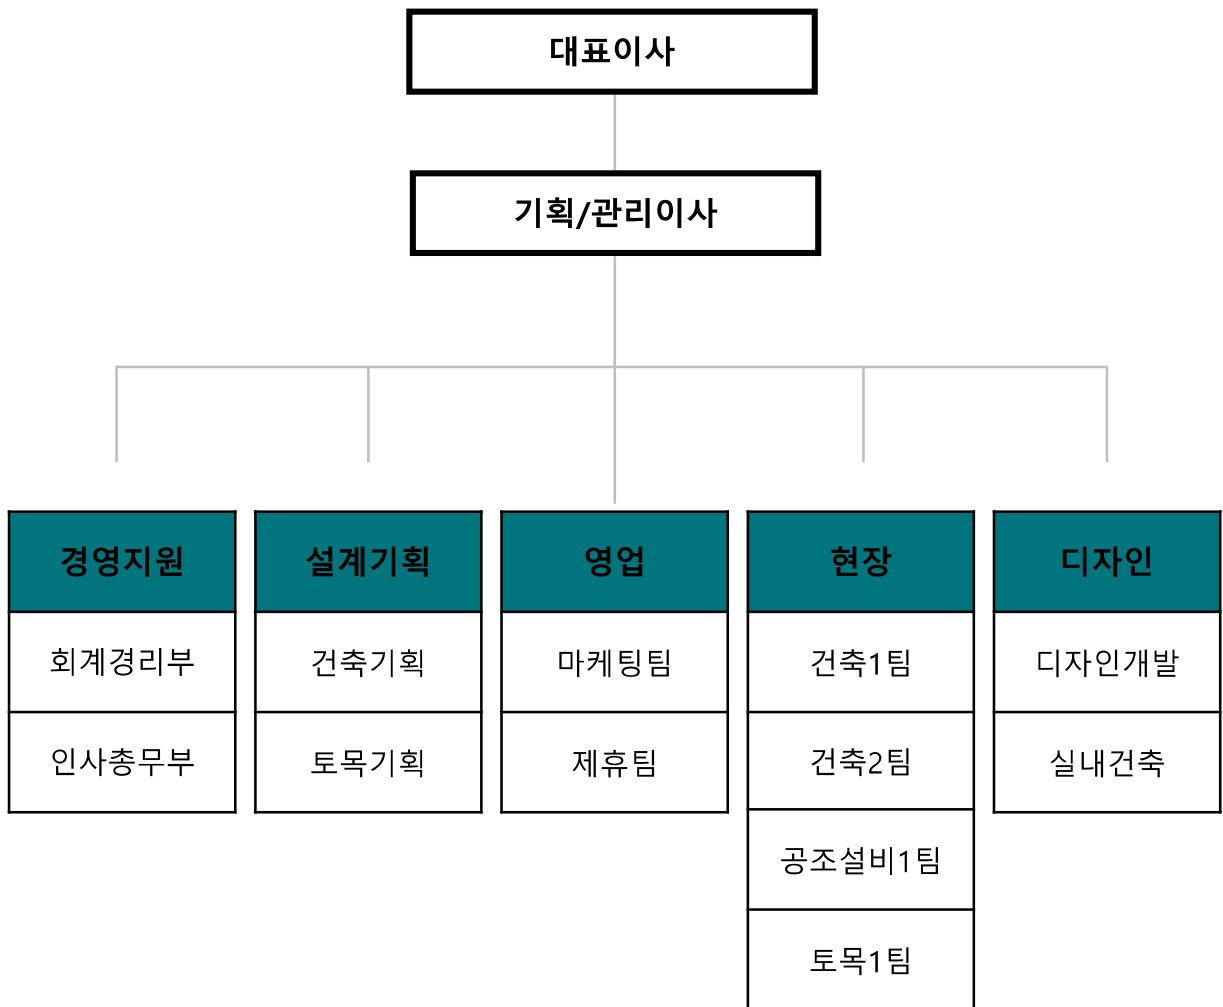 대표이사
기획/관리이사
경영지원
회계경리부
인사총무부
설계기획
건축기획
토목기획
영업
마케팅팀
제휴팀
현장
건축1팀
건축2팀
공조설비1팀
토목1팀
디자인
디자인개발
실내건축